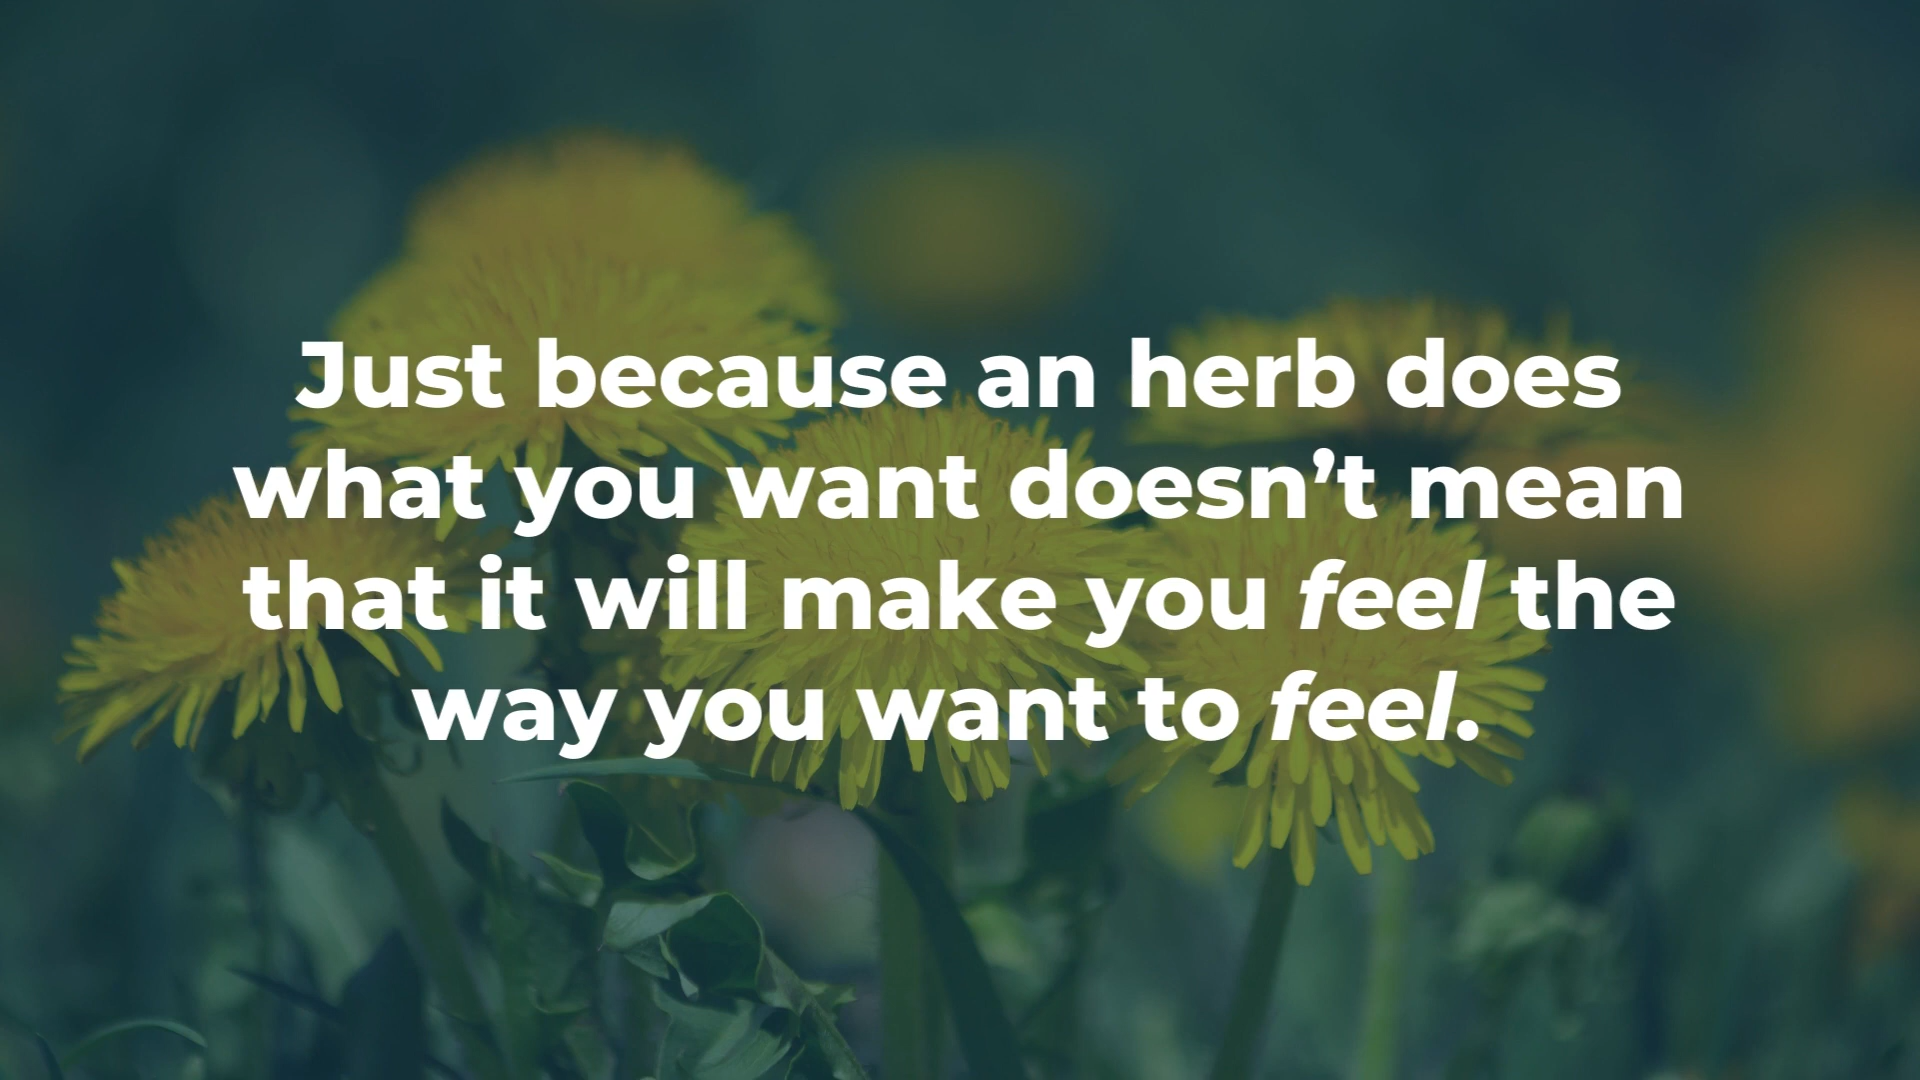 Just because an herb does
what you want doesn’t mean
that it will make you feel the
way you want to feel.